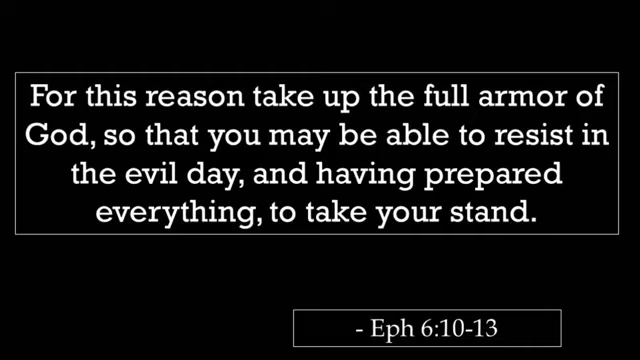 For this reason take up the full armor of
God, so that you may be able to resist in
the evil day, and having prepared
everything, to take your stand.
- Eph 6:10-13